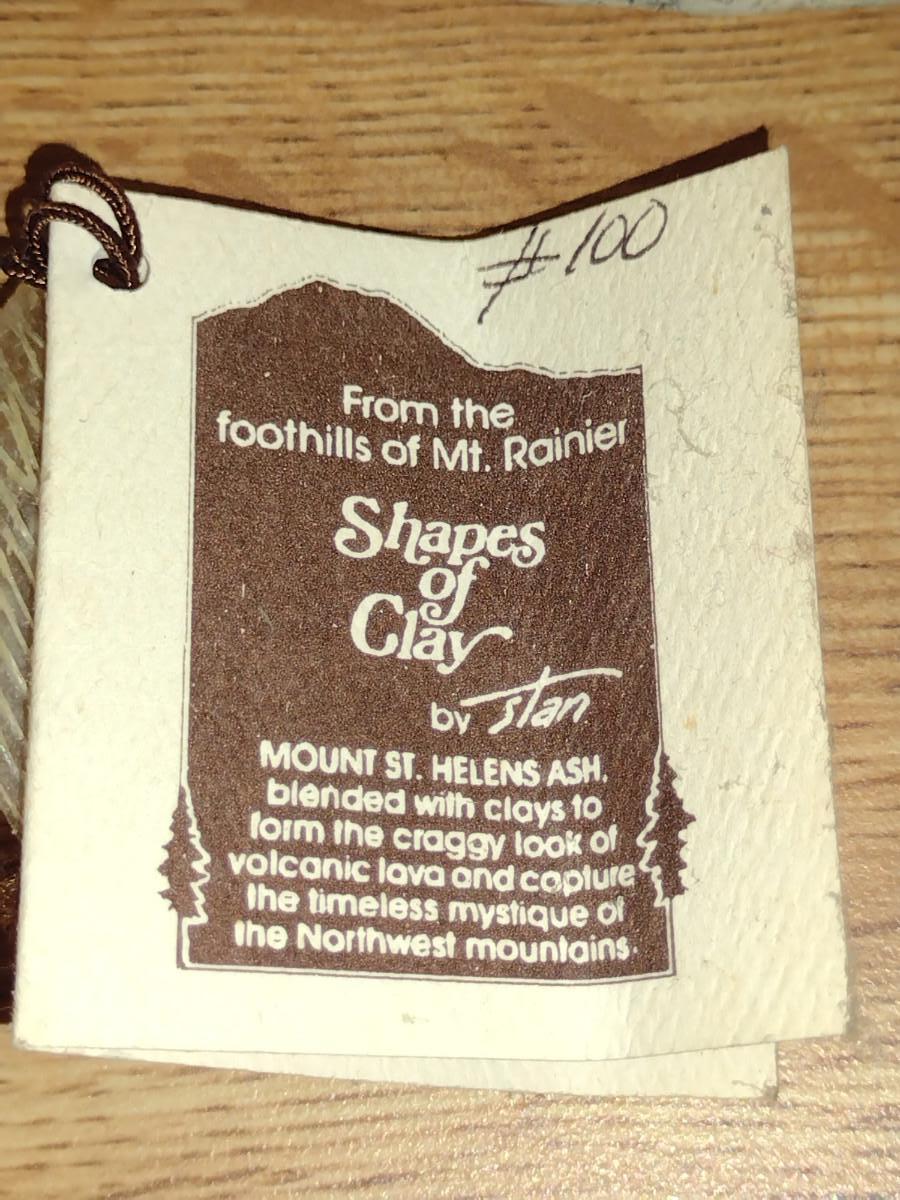 #100
From the
foothills of Mt. Rainier
Shapes
of
Clay
by stan
MOUNT ST. HELENS ASH,
blended with clays to
form the craggy look of
volcanic lava and capture
the timeless mystique of
the Northwest mountains.